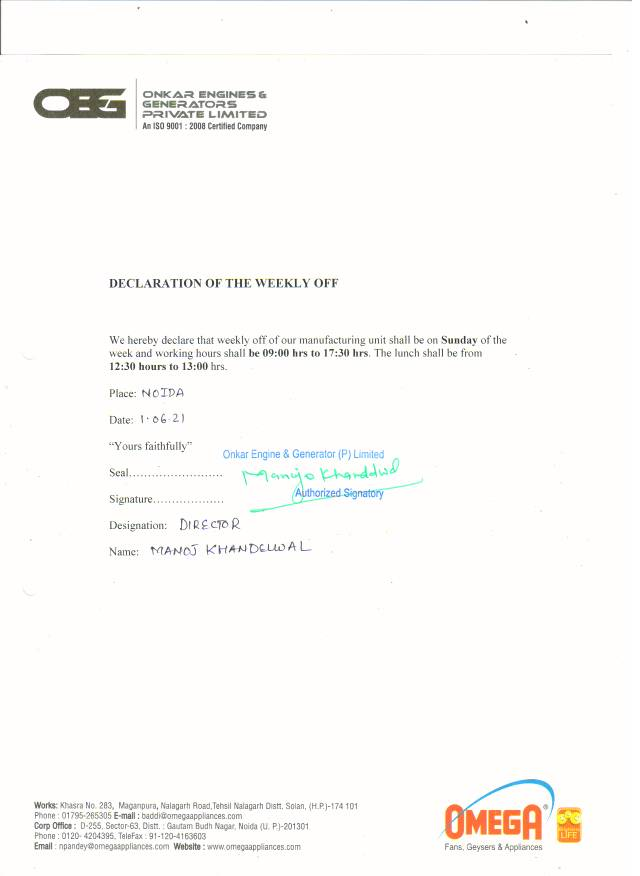 OEG
ONKAR ENGINES &
GENERATORS
PRIVATE LIMITED
An ISO 9001 : 2008 Certified Company
DECLARATION OF THE WEEKLY OFF
We hereby declare that weekly off of our manufacturing unit shall be on Sunday of the
week and working hours shall be 09:00 hrs to 17:30 hrs. The lunch shall be from
12:30 hours to 13:00 hrs.
Place: NOIDA
Date: 1.06.21
“Yours faithfully”
Onkar Engine & Generator (P) Limited
Seal……………………
Manoj Khandelwal
Authorized Signatory
Signature………………
Designation: DIRECTOR
Name: MANOJ KHANDELWAL
Works: Khasra No. 283, Maganpura, Nalagarh Road,Tehsil Nalagarh Distt. Solan, (H.P.)-174 101
Phone : 01795-265305 E-mail : baddi@omegaappliances.com
Corp Office : D-255, Sector-63, Distt. : Gautam Budh Nagar, Noida (U. P.)-201301
Phone : 0120- 4204395, TeleFax : 91-120-4163603
Email : npandey@omegaappliances.com Website : www.omegaappliances.com
OMEGA®
Fans, Geysers & Appliances
LIFE